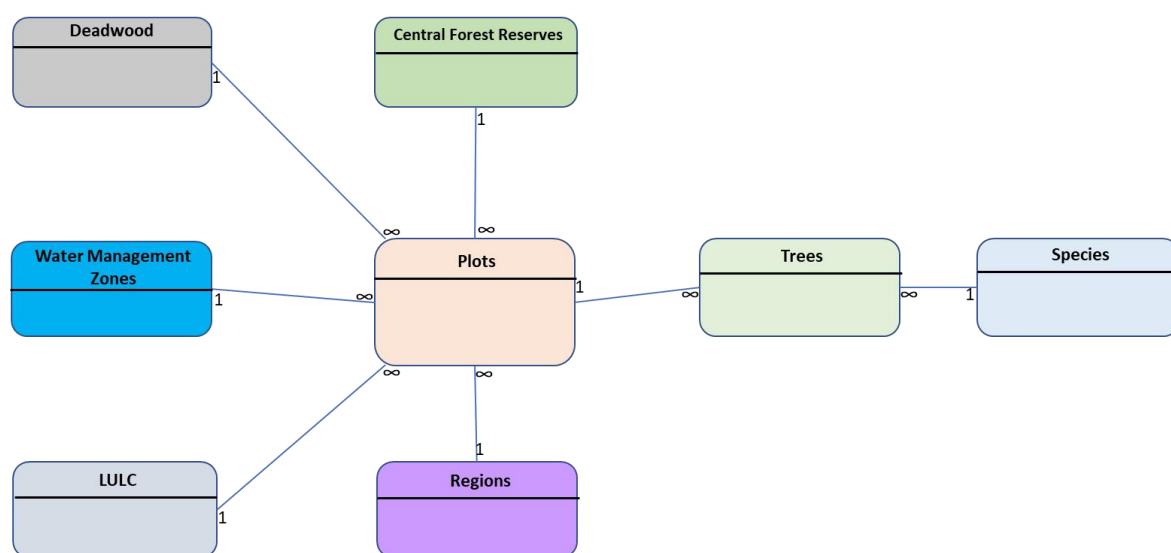 Deadwood
Central Forest Reserves
1
1
∞
∞
Water Management
Zones
Plots
Trees
Species
1
∞
1
∞
∞
1
∞
∞
1
LULC
Regions
1